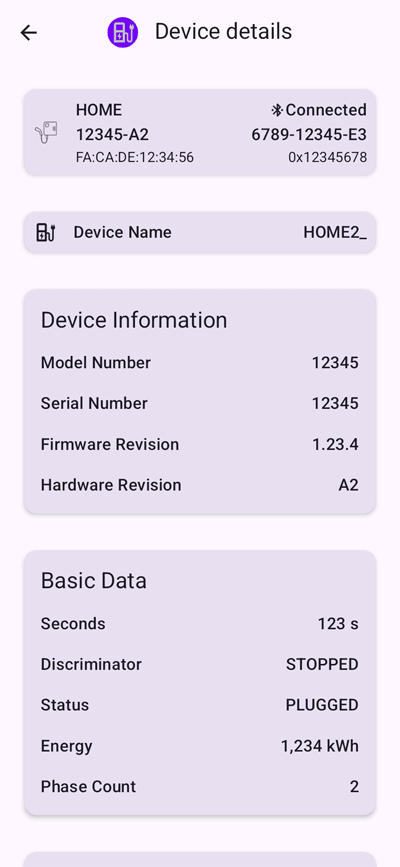 Device details
HOME Connected
12345-A2 6789-12345-E3
FA:CA:DE:12:34:56 0x12345678
Device Name HOME2_
Device Information
Model Number 12345
Serial Number 12345
Firmware Revision 1.23.4
Hardware Revision A2
Basic Data
Seconds 123 s
Discriminator STOPPED
Status PLUGGED
Energy 1,234 kWh
Phase Count 2